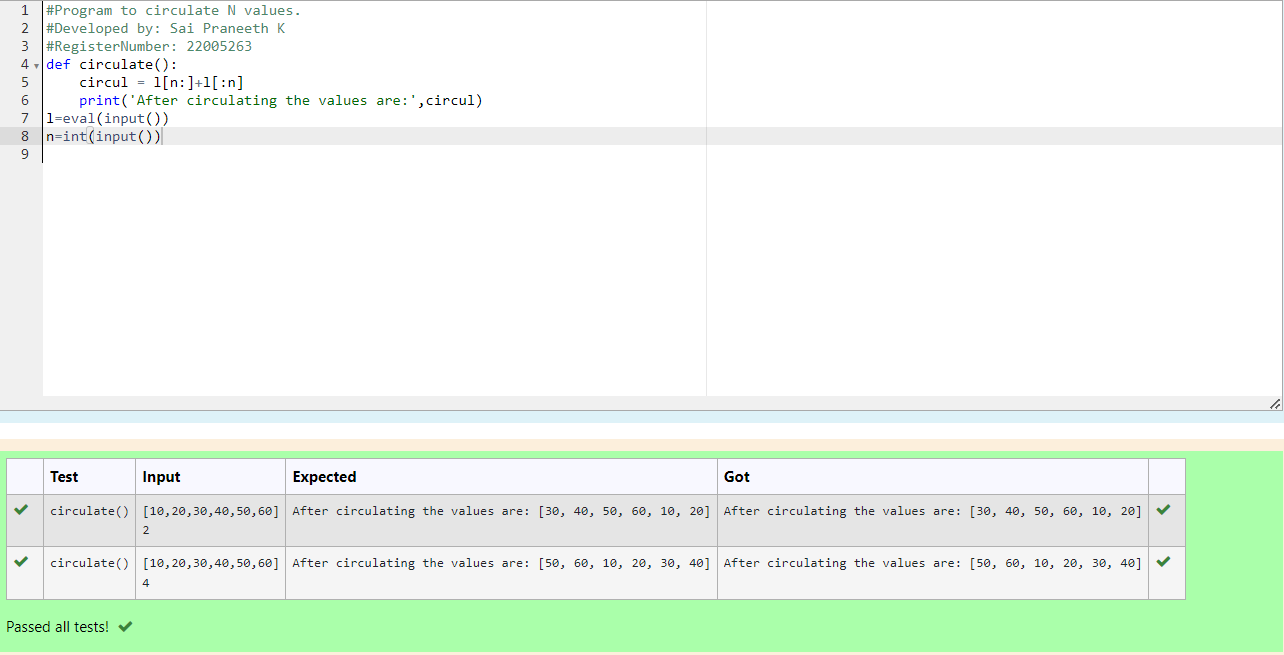 1 #Program to circulate N values.
2 #Developed by: Sai Praneeth K
3 #RegisterNumber: 22005263
4 def circulate():
5     circul = l[n:]+l[:n]
6     print('After circulating the values are:',circul)
7 l=eval(input())
8 n=int(input())
9
Test Input Expected Got
circulate() [10,20,30,40,50,60] After circulating the values are: [30, 40, 50, 60, 10, 20] After circulating the values are: [30, 40, 50, 60, 10, 20]
2
circulate() [10,20,30,40,50,60] After circulating the values are: [50, 60, 10, 20, 30, 40] After circulating the values are: [50, 60, 10, 20, 30, 40]
4
Passed all tests!